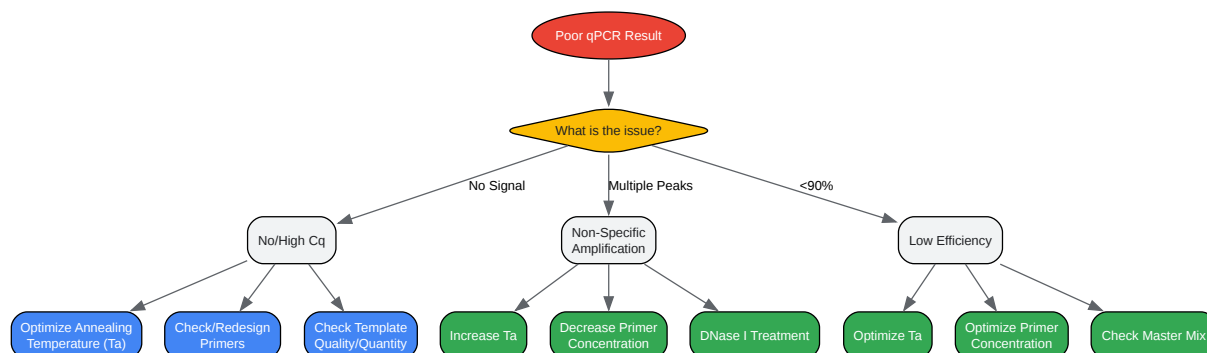 Poor qPCR Result
What is the issue?
No Signal
Multiple Peaks
<90%
No/High Cq
Non-Specific
Amplification
Low Efficiency
Optimize Annealing
Temperature (Ta)
Check/Redesign
Primers
Check Template
Quality/Quantity
Increase Ta
Decrease Primer
Concentration
DNase I Treatment
Optimize Ta
Optimize Primer
Concentration
Check Master Mix